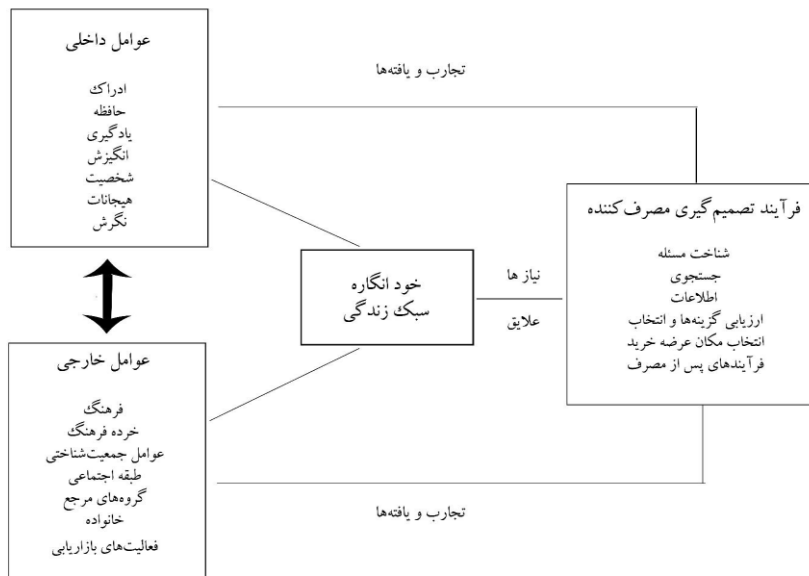 عوامل داخلی
ادراک
حافظه
یادگیری
انگیزش
شخصیت
هیجانات
نگرش
تجارب و یافته‌ها
فرآیند تصمیم‌گیری مصرف‌کننده
شناخت مسئله
جستجوی
اطلاعات
ارزیابی گزینه‌ها و انتخاب
انتخاب مکان عرضه خرید
فرآیندهای پس از مصرف
نیاز ها
علایق
خود انگاره
سبک زندگی
عوامل خارجی
فرهنگ
خرده فرهنگ
عوامل جمعیت‌شناختی
طبقه اجتماعی
گروه‌های مرجع
خانواده
فعالیت‌های بازاریابی
تجارب و یافته‌ها